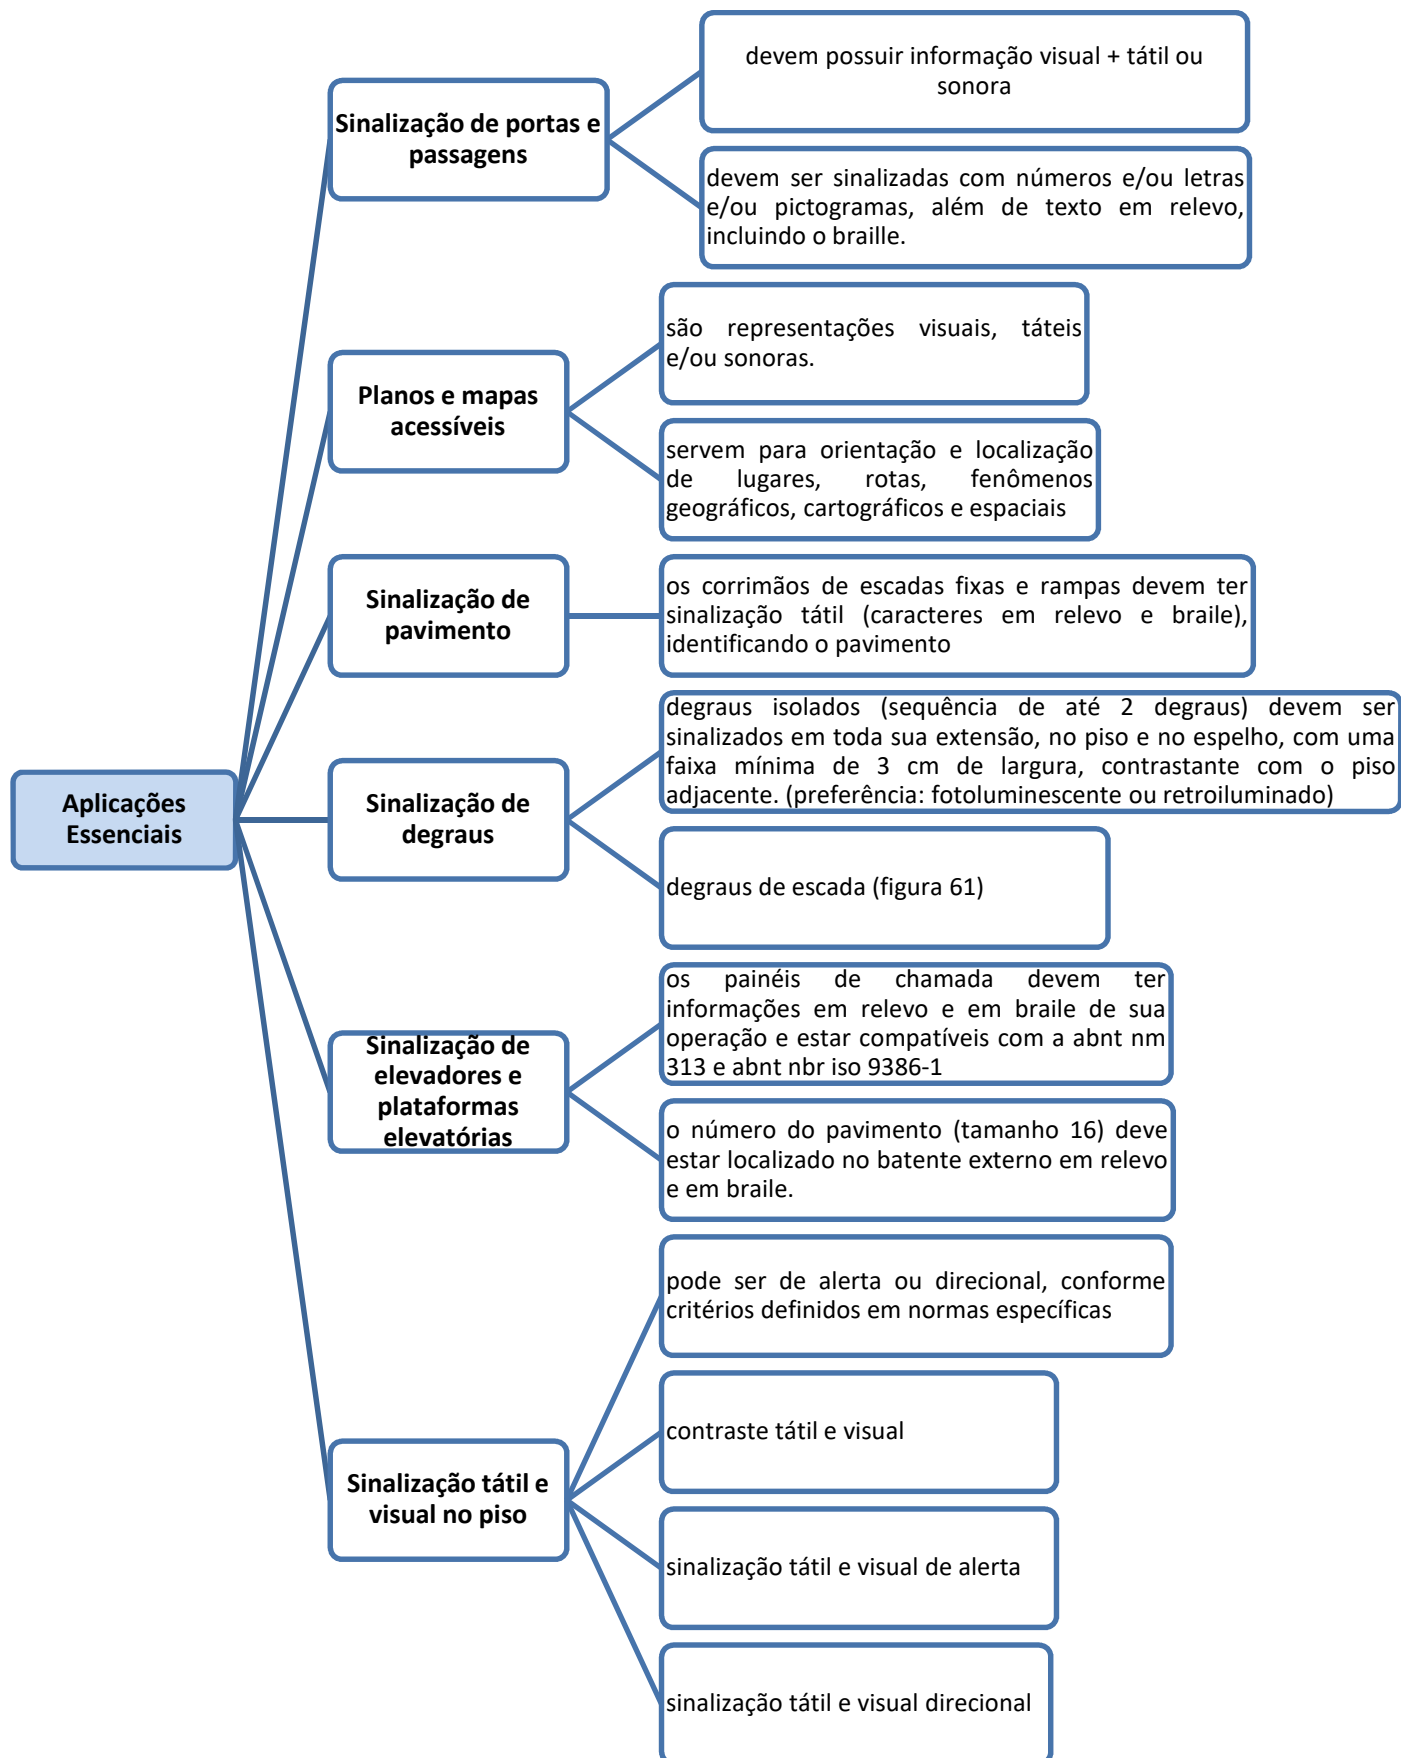 Aplicações
Essenciais
Sinalização de portas e
passagens
devem possuir informação visual + tátil ou
sonora
devem ser sinalizadas com números e/ou letras
e/ou pictogramas, além de texto em relevo,
incluindo o braille.
Planos e mapas
acessíveis
são representações visuais, táteis
e/ou sonoras.
servem para orientação e localização
de lugares, rotas, fenômenos
geográficos, cartográficos e espaciais
Sinalização de
pavimento
os corrimãos de escadas fixas e rampas devem ter
sinalização tátil (caracteres em relevo e braile),
identificando o pavimento
Sinalização de
degraus
degraus isolados (sequência de até 2 degraus) devem ser
sinalizados em toda sua extensão, no piso e no espelho, com uma
faixa mínima de 3 cm de largura, contrastante com o piso
adjacente. (preferência: fotoluminescente ou retroiluminado)
degraus de escada (figura 61)
Sinalização de
elevadores e
plataformas
elevatórias
os painéis de chamada devem ter
informações em relevo e em braile de sua
operação e estar compatíveis com a abnt nm
313 e abnt nbr iso 9386-1
o número do pavimento (tamanho 16) deve
estar localizado no batente externo em relevo
e em braile.
Sinalização tátil e
visual no piso
pode ser de alerta ou direcional, conforme
critérios definidos em normas específicas
contraste tátil e visual
sinalização tátil e visual de alerta
sinalização tátil e visual direcional